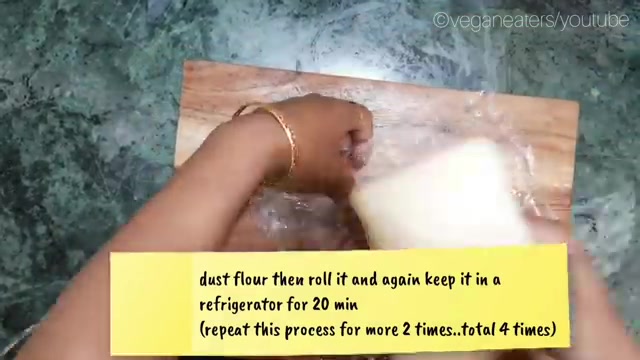 ©veganeaters/youtube
dust flour then roll it and again keep it in a
refrigerator for 20 min
(repeat this process for more 2 times..total 4 times)